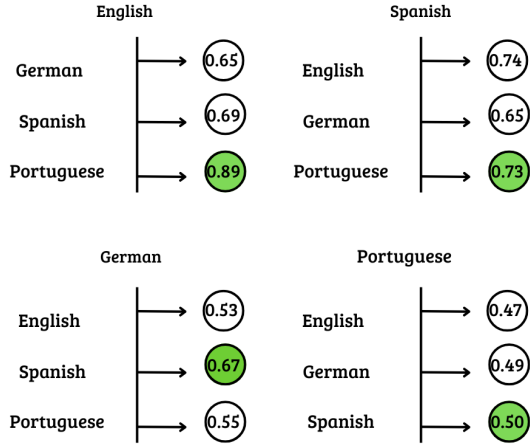 English
German 0.65
Spanish 0.69
Portuguese 0.89
Spanish
English 0.74
German 0.65
Portuguese 0.73
German
English 0.53
Spanish 0.67
Portuguese 0.55
Portuguese
English 0.47
German 0.49
Spanish 0.50